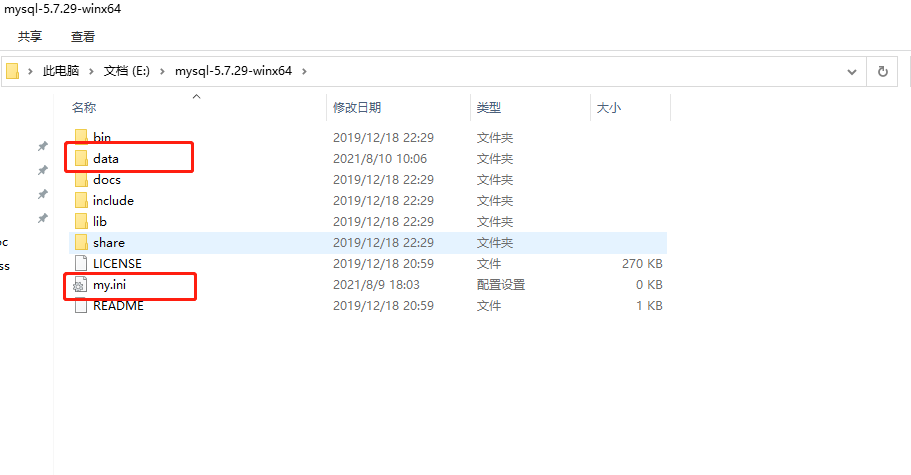 mysql-5.7.29-winx64
共享 查看
此电脑 文档 (E:) mysql-5.7.29-winx64
名称 修改日期 类型 大小
bin 2019/12/18 22:29 文件夹
data 2021/8/10 10:06 文件夹
docs 2019/12/18 22:29 文件夹
include 2019/12/18 22:29 文件夹
lib 2019/12/18 22:29 文件夹
oc share 2019/12/18 22:29 文件夹
ss LICENSE 2019/12/18 20:59 文件 270 KB
my.ini 2021/8/9 18:03 配置设置 0 KB
README 2019/12/18 20:59 文件 1 KB